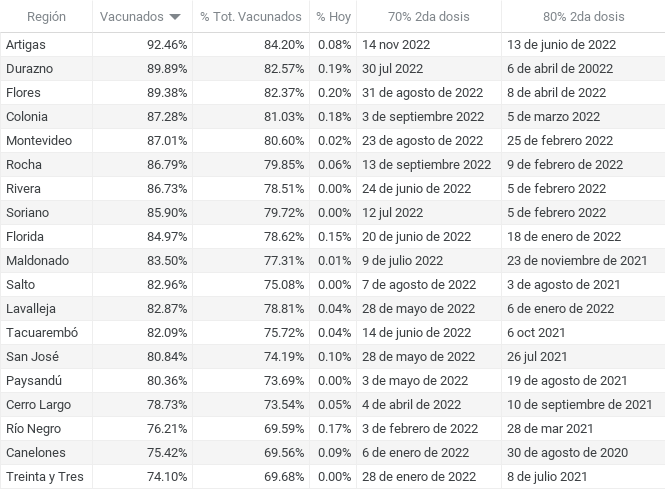 Región Vacunados % Tot. Vacunados % Hoy 70% 2da dosis 80% 2da dosis
Artigas 92.46% 84.20% 0.08% 14 nov 2022 13 de junio de 2022
Durazno 89.89% 82.57% 0.19% 30 jul 2022 6 de abril de 20022
Flores 89.38% 82.37% 0.20% 31 de agosto de 2022 8 de abril de 2022
Colonia 87.28% 81.03% 0.18% 3 de septiembre 2022 5 de marzo 2022
Montevideo 87.01% 80.60% 0.02% 23 de agosto de 2022 25 de febrero 2022
Rocha 86.79% 79.85% 0.06% 13 de septiembre 2022 9 de febrero de 2022
Rivera 86.73% 78.51% 0.00% 24 de junio de 2022 5 de febrero 2022
Soriano 85.90% 79.72% 0.00% 12 jul 2022 5 de febrero 2022
Florida 84.97% 78.62% 0.15% 20 de junio de 2022 18 de enero de 2022
Maldonado 83.50% 77.31% 0.01% 9 de julio 2022 23 de noviembre de 2021
Salto 82.96% 75.08% 0.00% 7 de agosto de 2022 3 de agosto de 2021
Lavalleja 82.87% 78.81% 0.04% 28 de mayo de 2022 6 de enero de 2022
Tacuarembó 82.09% 75.72% 0.04% 14 de junio de 2022 6 oct 2021
San José 80.84% 74.19% 0.10% 28 de mayo de 2022 26 jul 2021
Paysandú 80.36% 73.69% 0.00% 3 de mayo de 2022 19 de agosto de 2021
Cerro Largo 78.73% 73.54% 0.05% 4 de abril de 2022 10 de septiembre de 2021
Río Negro 76.21% 69.59% 0.17% 3 de febrero de 2022 28 de mar 2021
Canelones 75.42% 69.56% 0.09% 6 de enero de 2022 30 de agosto de 2020
Treinta y Tres 74.10% 69.68% 0.00% 28 de enero de 2022 8 de julio 2021